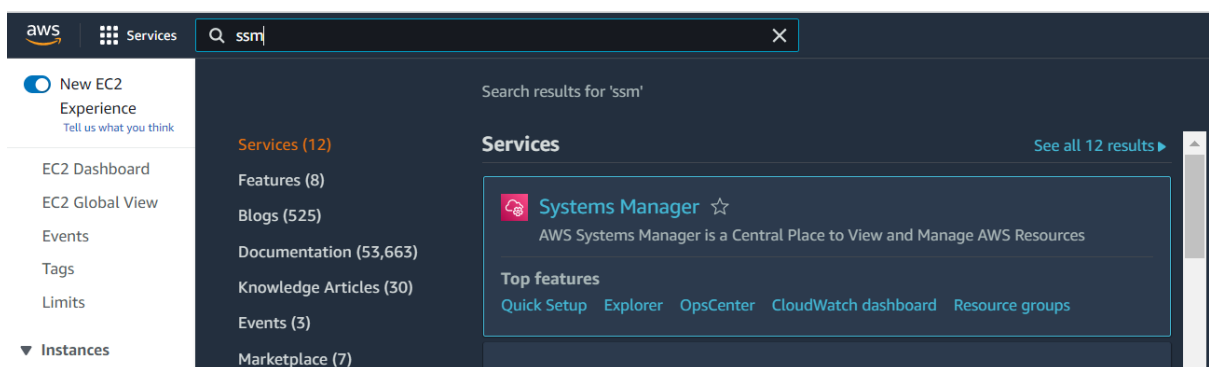 aws
Services
ssm
New EC2
Experience
Tell us what you think
EC2 Dashboard
EC2 Global View
Events
Tags
Limits
Instances
Search results for 'ssm'
Services (12)
Features (8)
Blogs (525)
Documentation (53,663)
Knowledge Articles (30)
Events (3)
Marketplace (7)
Services
See all 12 results
Systems Manager
AWS Systems Manager is a Central Place to View and Manage AWS Resources
Top features
Quick Setup Explorer OpsCenter CloudWatch dashboard Resource groups